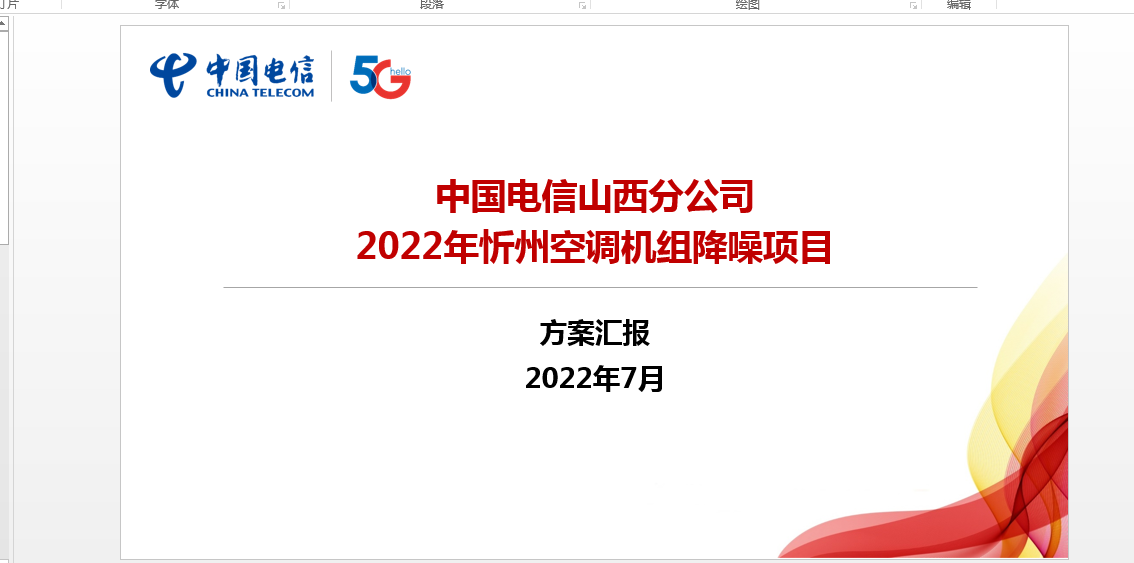 字体
段落
绘图
编辑
中国电信
CHINA TELECOM
5G
hello
中国电信山西分公司
2022年忻州空调机组降噪项目
方案汇报
2022年7月